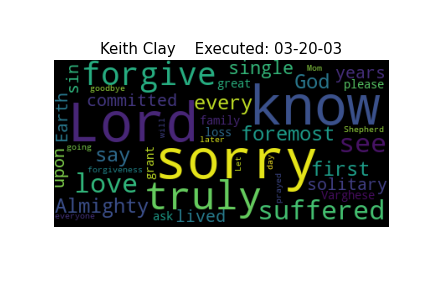 Keith Clay    Executed: 03-20-03
sin forgive single Mom years
goodbye great God please
committed every know
Earth Lord family foremost Shepherd
will loss later see
upon going say sorry Let day first
forgiveness grant solitary
love truly prayed Varghese
Almighty ask lived suffered
everyone